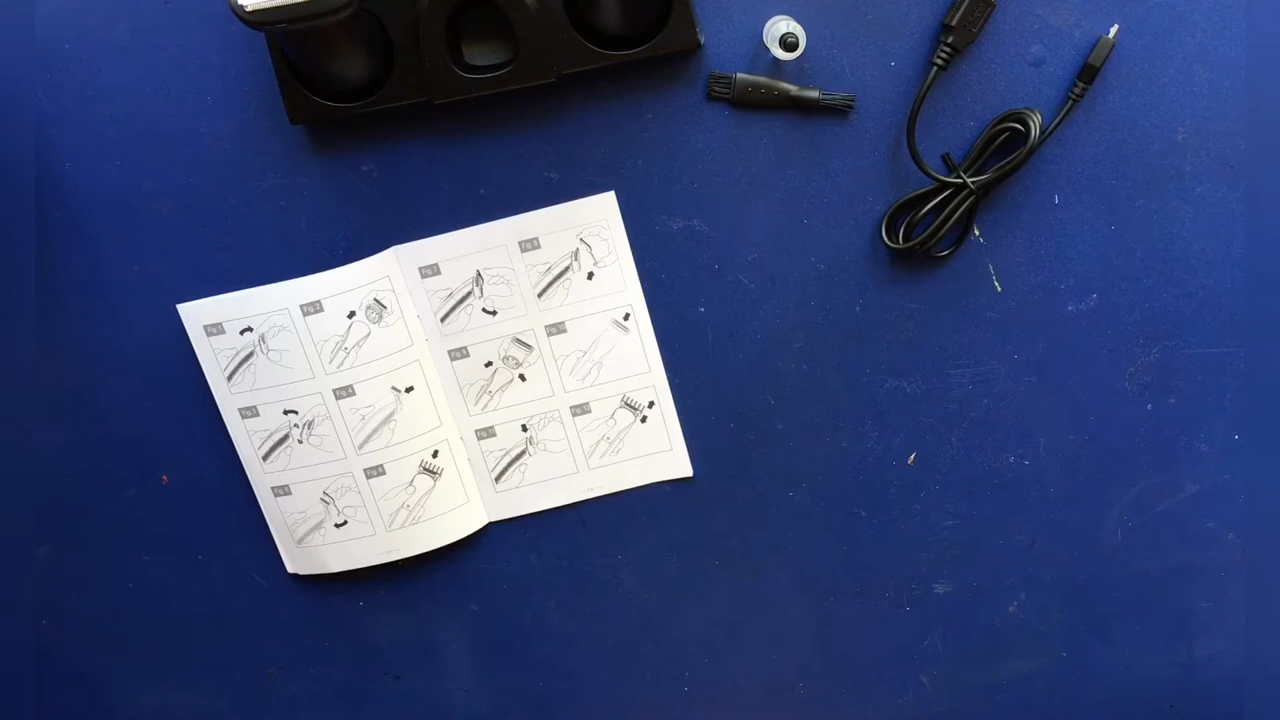 Fig. 1
Fig. 2
Fig. 3
Fig. 4
Fig. 5
Fig. 6
Fig. 7
Fig. 8
Fig. 9
Fig. 10
Fig. 11
Fig. 12